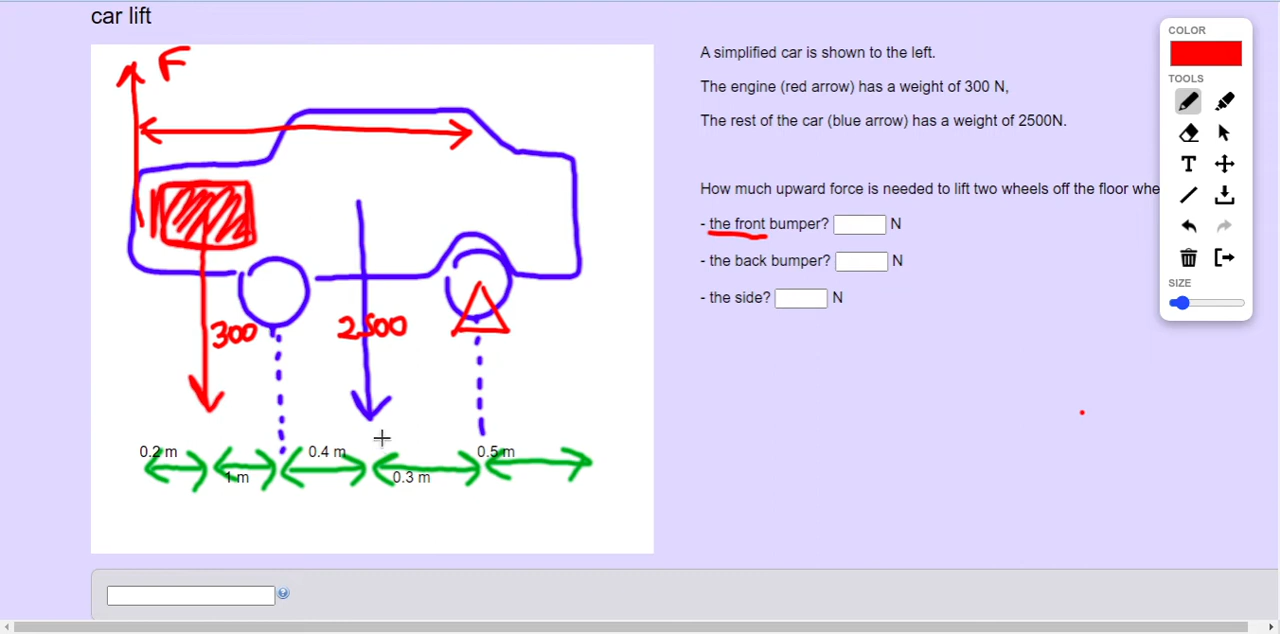 car lift
F
300
2500
0.2 m
1 m
0.4 m
0.3 m
0.5 m
A simplified car is shown to the left.
The engine (red arrow) has a weight of 300 N,
The rest of the car (blue arrow) has a weight of 2500N.
How much upward force is needed to lift two wheels off the floor whe
- the front bumper? N
- the back bumper? N
- the side? N
COLOR
TOOLS
T
SIZE